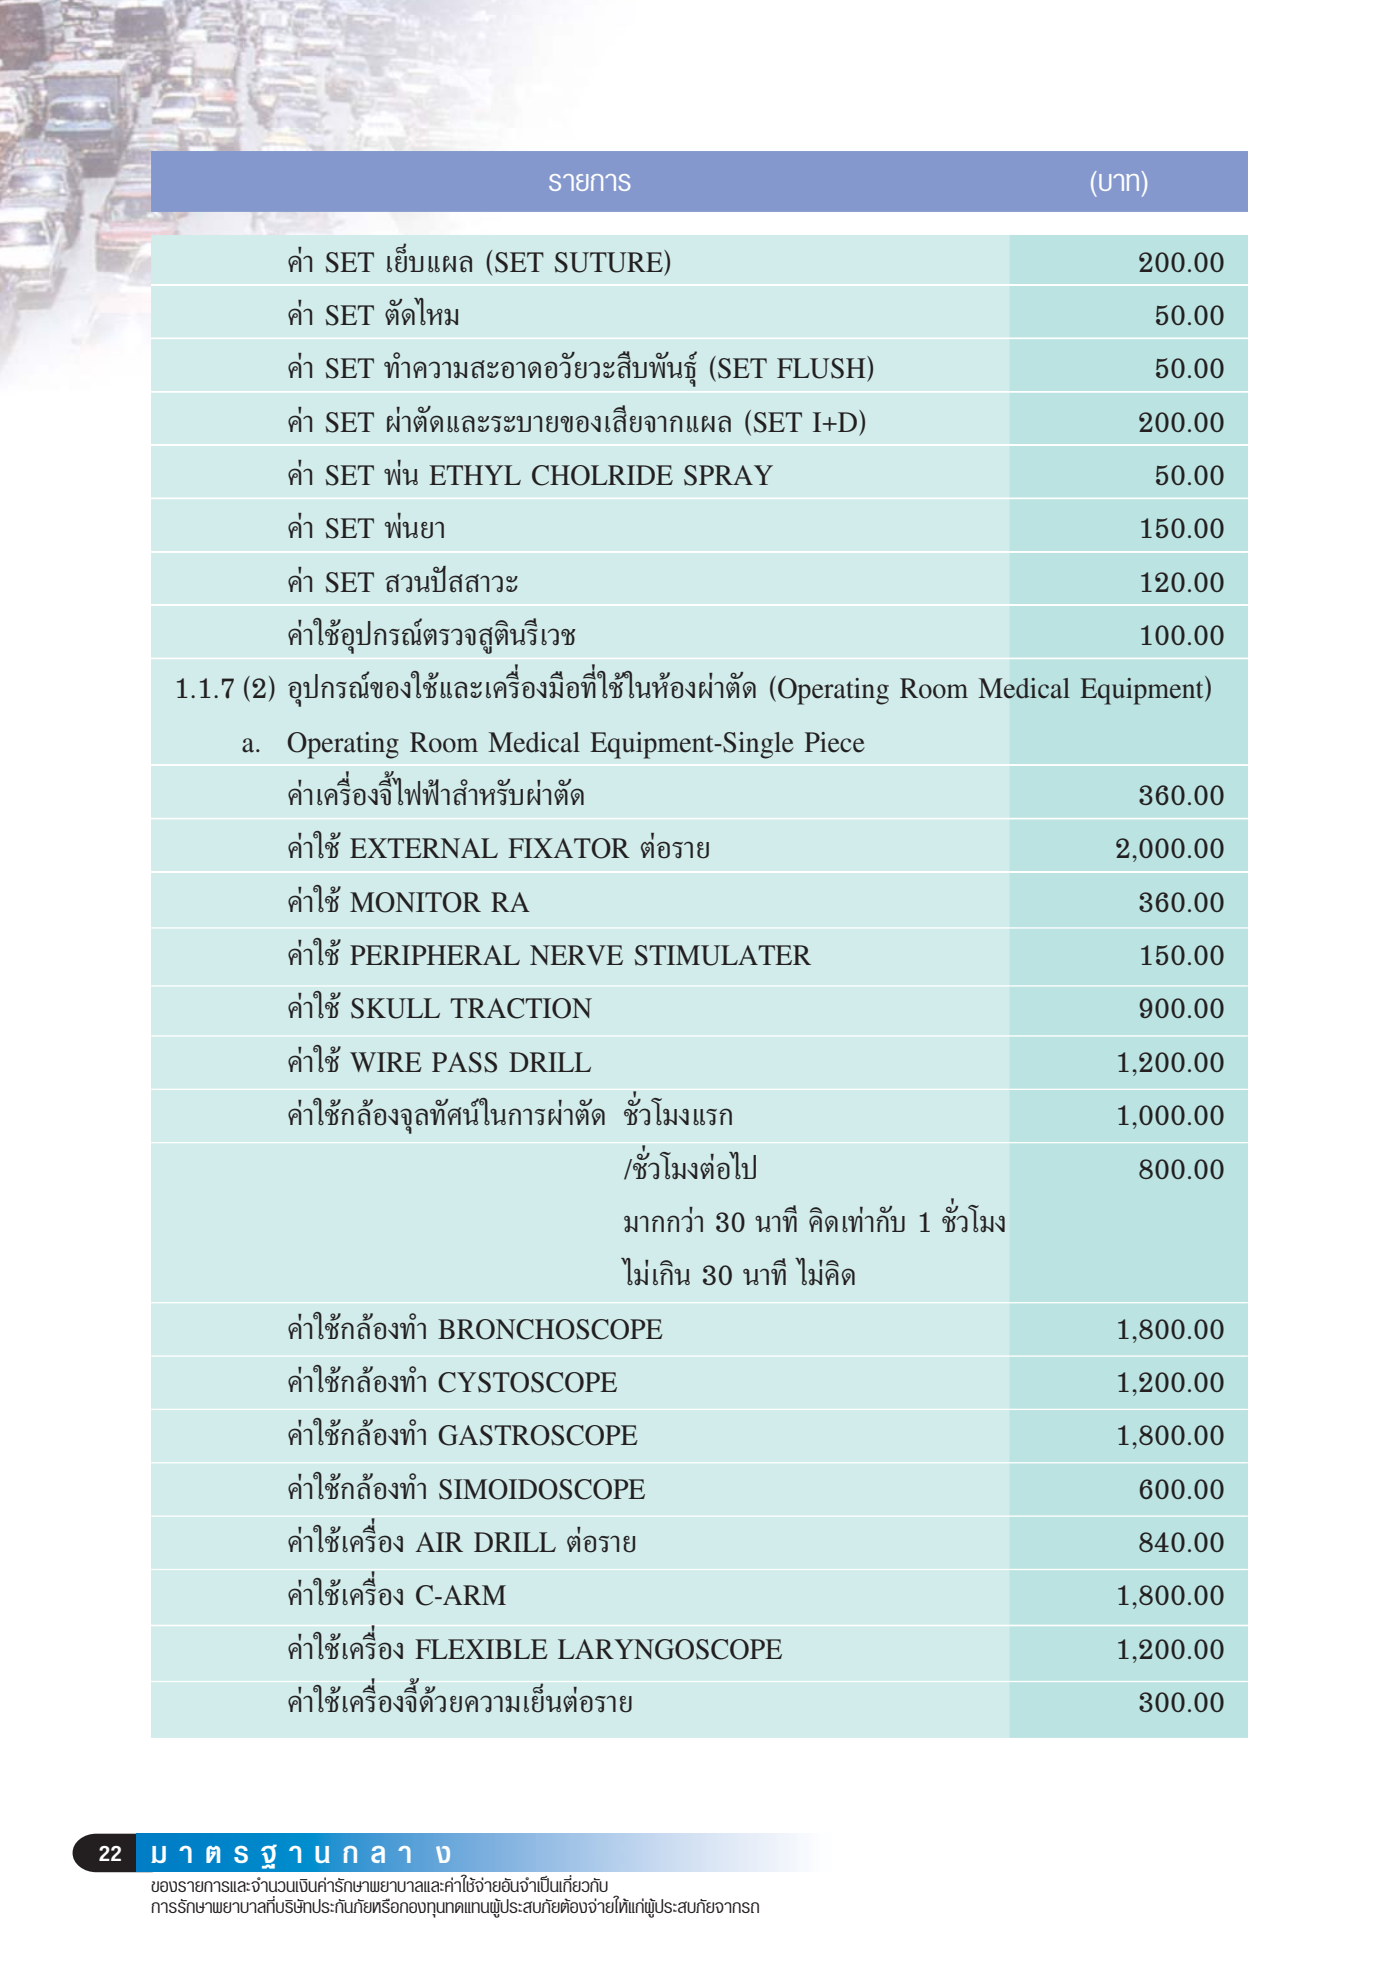 รายการ (บาท)
ค่า SET เย็บแผล (SET SUTURE) 200.00
ค่า SET ตัดไหม 50.00
ค่า SET ทำความสะอาดอวัยวะสืบพันธุ์ (SET FLUSH) 50.00
ค่า SET ผ่าตัดและระบายของเสียจากแผล (SET I+D) 200.00
ค่า SET พ่น ETHYL CHOLRIDE SPRAY 50.00
ค่า SET พ่นยา 150.00
ค่า SET สวนปัสสาวะ 120.00
ค่าใช้อุปกรณ์ตรวจสูตินรีเวช 100.00
1.1.7 (2) อุปกรณ์ของใช้และเครื่องมือที่ใช้ในห้องผ่าตัด (Operating Room Medical Equipment)
a. Operating Room Medical Equipment-Single Piece
ค่าเครื่องจี้ไฟฟ้าสำหรับผ่าตัด 360.00
ค่าใช้ EXTERNAL FIXATOR ต่อราย 2,000.00
ค่าใช้ MONITOR RA 360.00
ค่าใช้ PERIPHERAL NERVE STIMULATER 150.00
ค่าใช้ SKULL TRACTION 900.00
ค่าใช้ WIRE PASS DRILL 1,200.00
ค่าใช้กล้องจุลทัศน์ในการผ่าตัด ชั่วโมงแรก 1,000.00
/ชั่วโมงต่อไป 800.00
มากกว่า 30 นาที คิดเท่ากับ 1 ชั่วโมง
ไม่เกิน 30 นาที ไม่คิด
ค่าใช้กล้องทำ BRONCHOSCOPE 1,800.00
ค่าใช้กล้องทำ CYSTOSCOPE 1,200.00
ค่าใช้กล้องทำ GASTROSCOPE 1,800.00
ค่าใช้กล้องทำ SIMOIDOSCOPE 600.00
ค่าใช้เครื่อง AIR DRILL ต่อราย 840.00
ค่าใช้เครื่อง C-ARM 1,800.00
ค่าใช้เครื่อง FLEXIBLE LARYNGOSCOPE 1,200.00
ค่าใช้เครื่องจี้ด้วยความเย็นต่อราย 300.00
22 มาตรฐานกลาง
ของรายการและจำนวนเงินค่ารักษาพยาบาลและค่าใช้จ่ายอันจำเป็นเกี่ยวกับ
การรักษาพยาบาลที่บริษัทประกันภัยหรือกองทุนทดแทนผู้ประสบภัยต้องจ่ายให้แก่ผู้ประสบภัยจากรถ